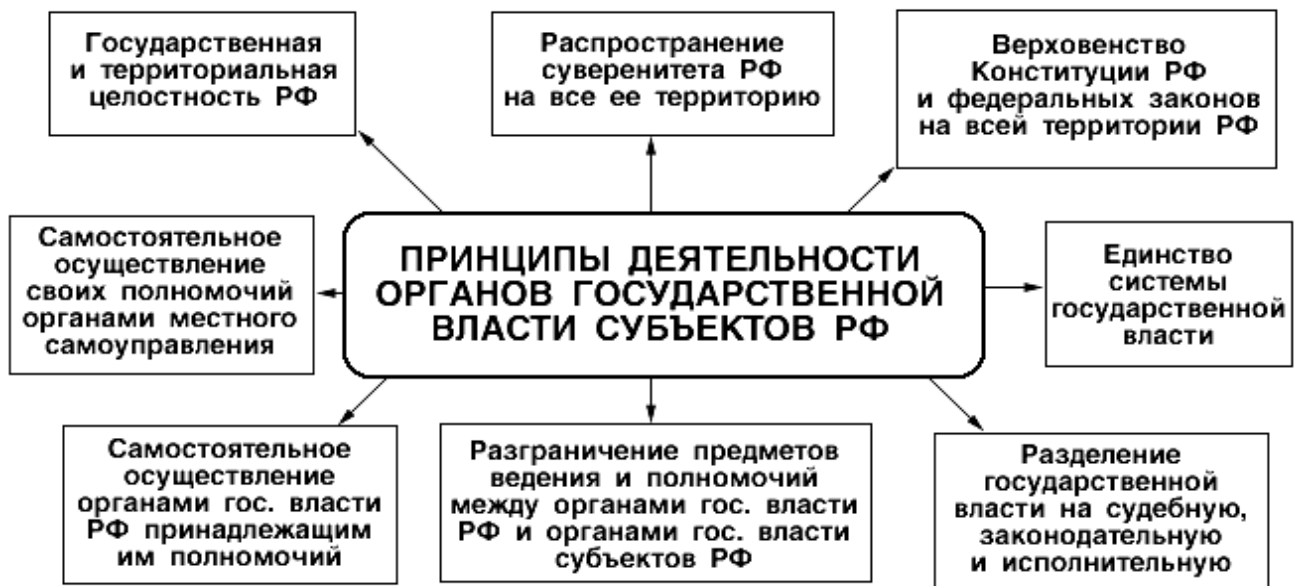 Государственная
и территориальная
целостность РФ
Распространение
суверенитета РФ
на все ее территорию
Верховенство
Конституции РФ
и федеральных законов
на всей территории РФ
Самостоятельное
осуществление
своих полномочий
органами местного
самоуправления
ПРИНЦИПЫ ДЕЯТЕЛЬНОСТИ
ОРГАНОВ ГОСУДАРСТВЕННОЙ
ВЛАСТИ СУБЪЕКТОВ РФ
Единство
системы
государственной
власти
Самостоятельное
осуществление
органами гос. власти
РФ принадлежащим
им полномочий
Разграничение предметов
ведения и полномочий
между органами гос. власти
РФ и органами гос. власти
субъектов РФ
Разделение
государственной
власти на судебную,
законодательную
и исполнительную